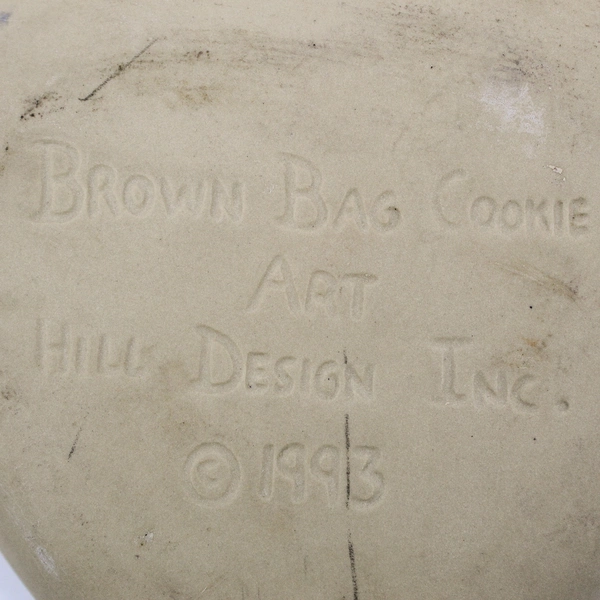 BROWN BAG COOKIE
ART
HILL DESIGN INC.
© 1993